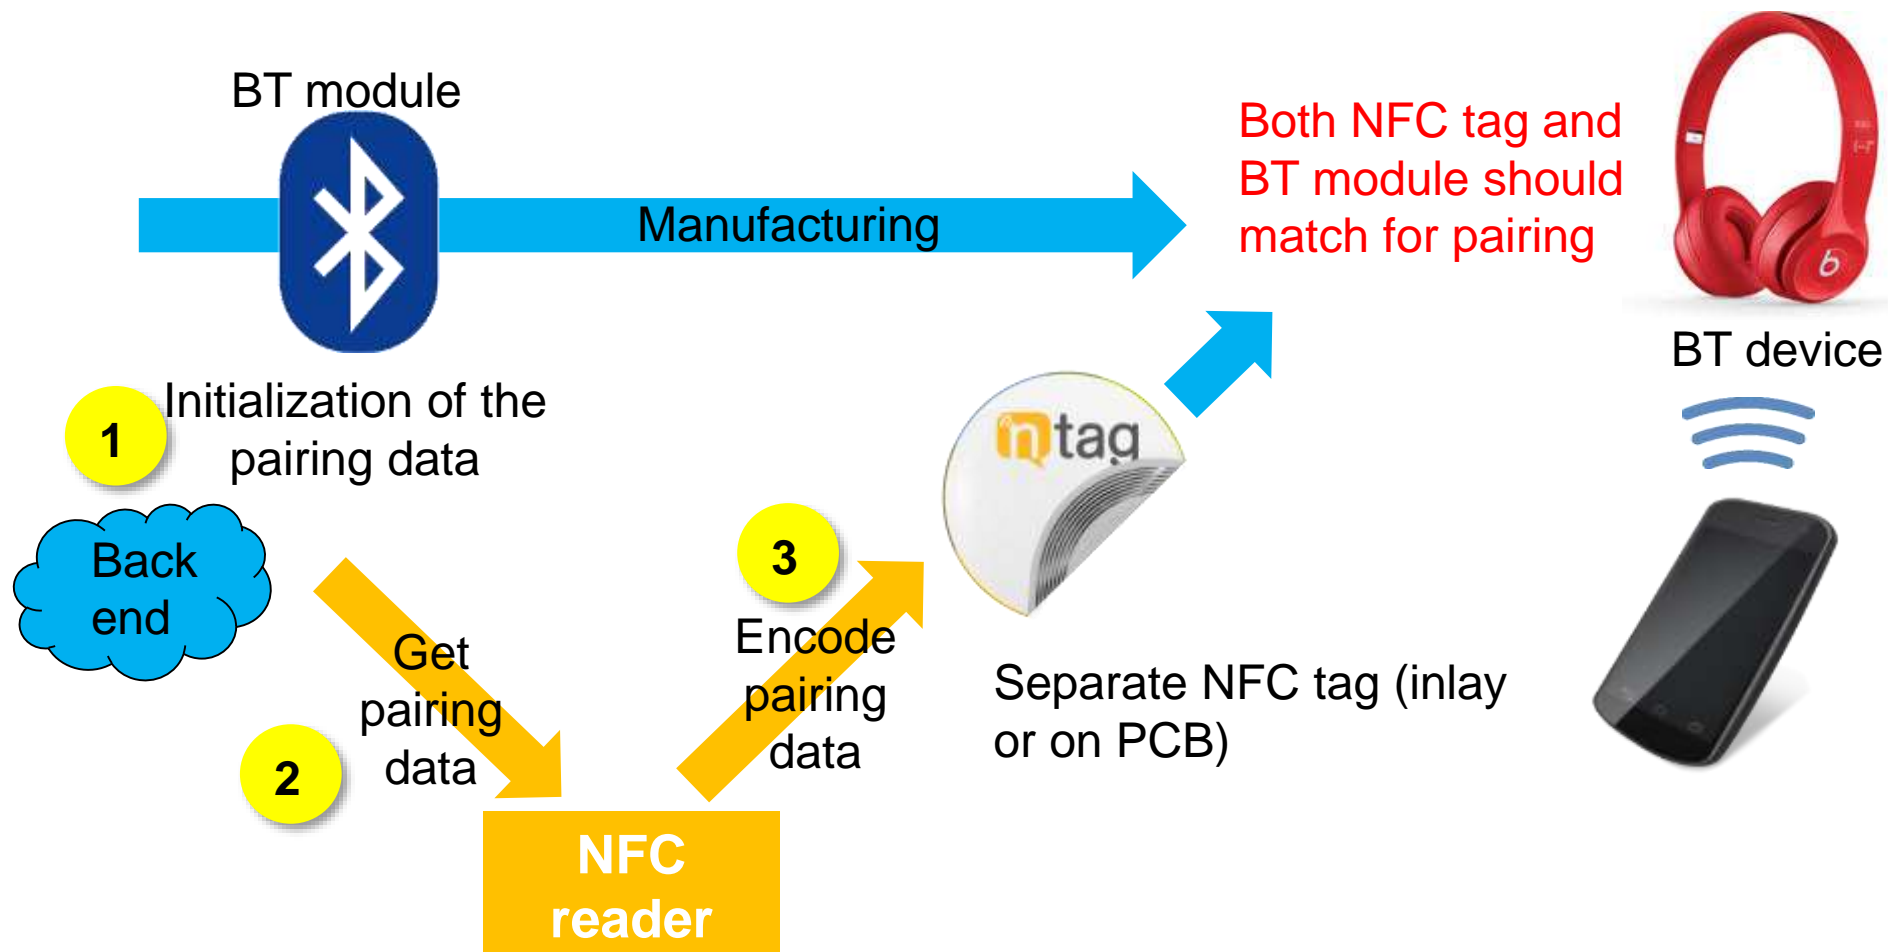 BT module
Manufacturing
Both NFC tag and
BT module should
match for pairing
b
BT device
1
Initialization of the
pairing data
Back
end
2
Get
pairing
data
3
Encode
pairing
data
ntag
Separate NFC tag (inlay
or on PCB)
NFC
reader